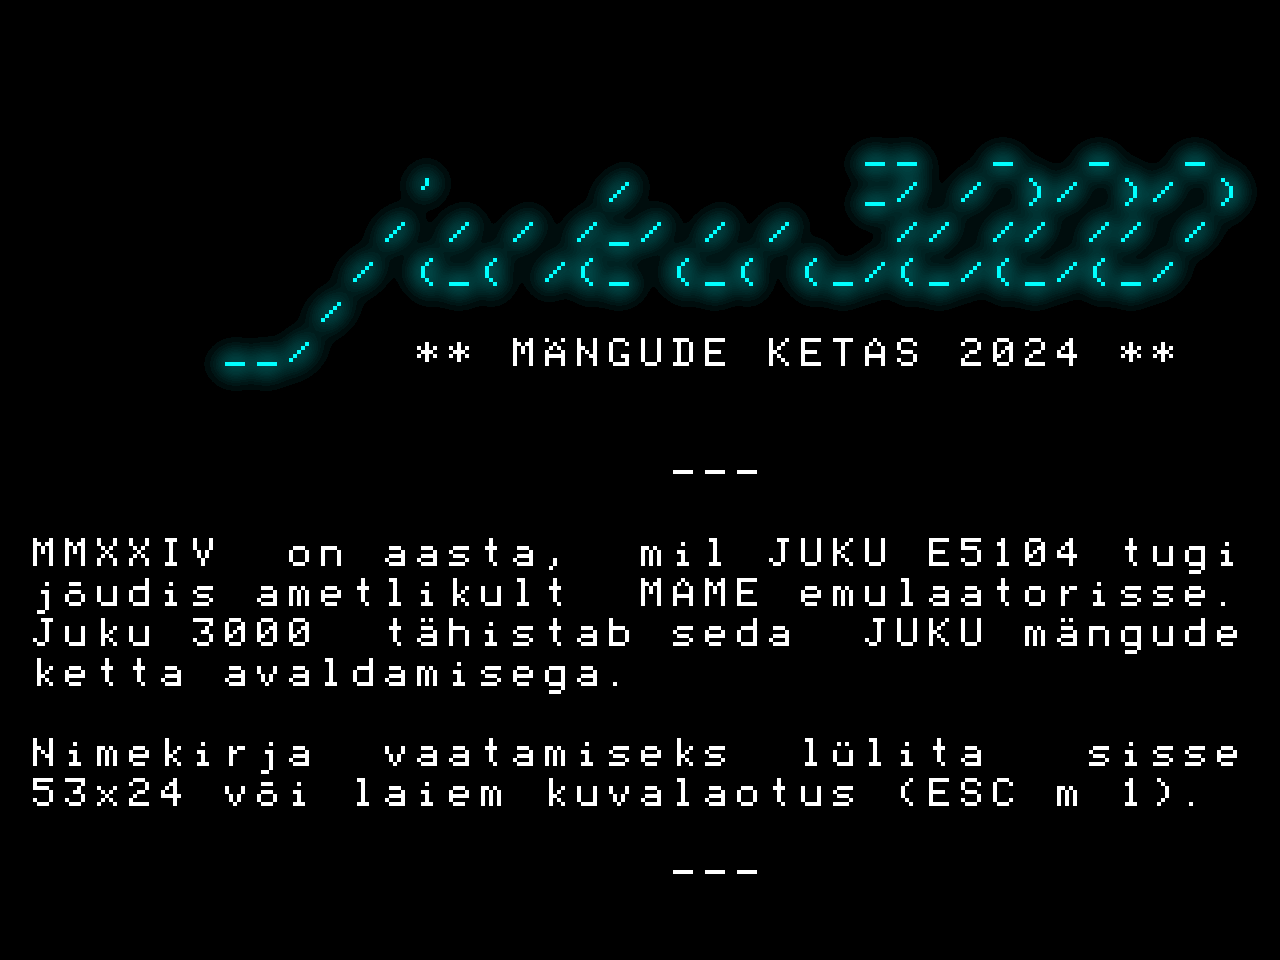 juku3000
** MÄNGUDE KETAS 2024 **
---
MMXXIV on aasta, mil JUKU E5104 tugi
jõudis ametlikult MAME emulaatorisse.
Juku 3000 tähistab seda JUKU mängude
ketta avaldamisega.
Nimekirja vaatamiseks lülita sisse
53x24 või laiem kuvalaotus (ESC m 1).
---